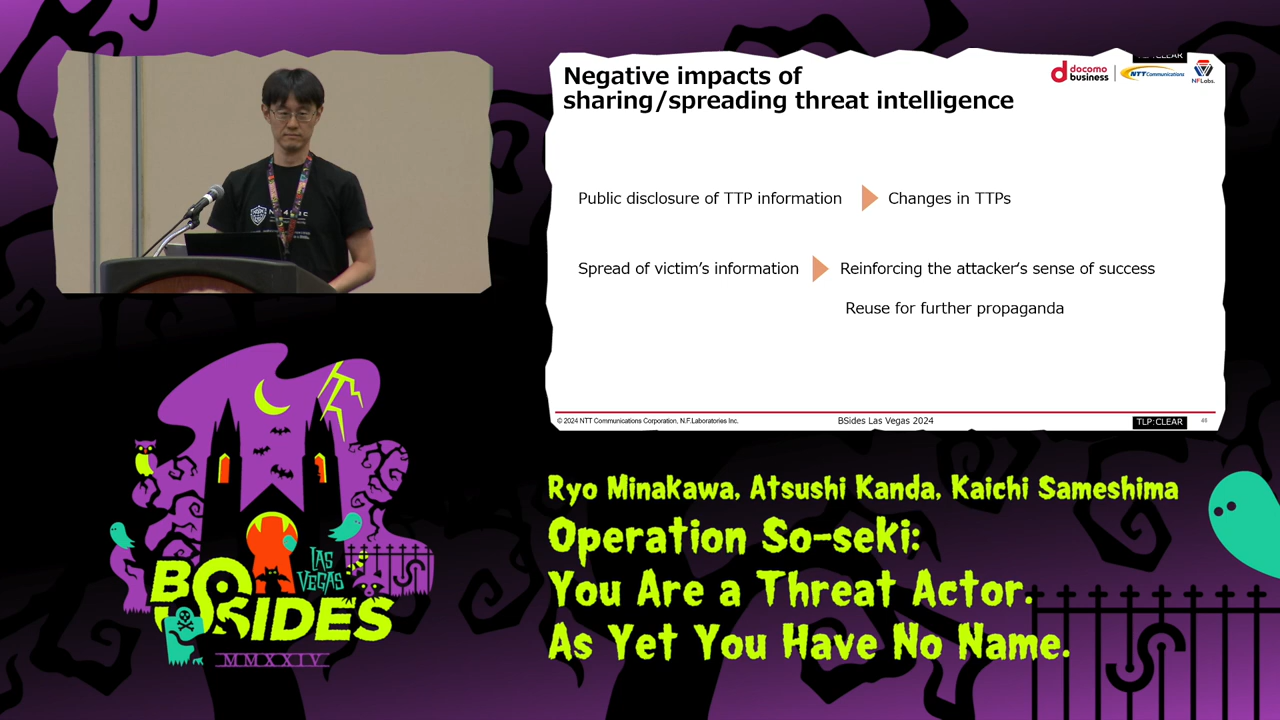 Negative impacts of
sharing/spreading threat intelligence
docomo
business
NTT Communications
NFLabs.
Public disclosure of TTP information
Changes in TTPs
Spread of victim's information
Reinforcing the attacker's sense of success
Reuse for further propaganda
© 2024 NTT Communications Corporation, N.F.Laboratories Inc.
BSides Las Vegas 2024
TLP:CLEAR
46
LAS
VEGAS
BSIDES
MMXXIV
Ryo Minakawa, Atsushi Kanda, Kaichi Sameshima
Operation So-seki:
You Are a Threat Actor.
As Yet You Have No Name.